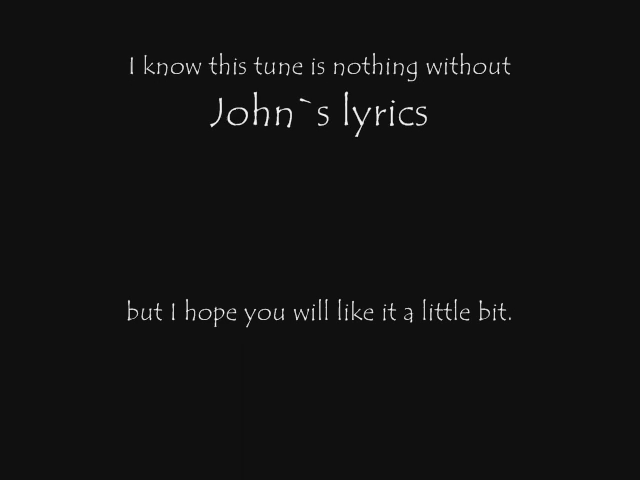 I know this tune is nothing without
John`s lyrics
but I hope you will like it a little bit.